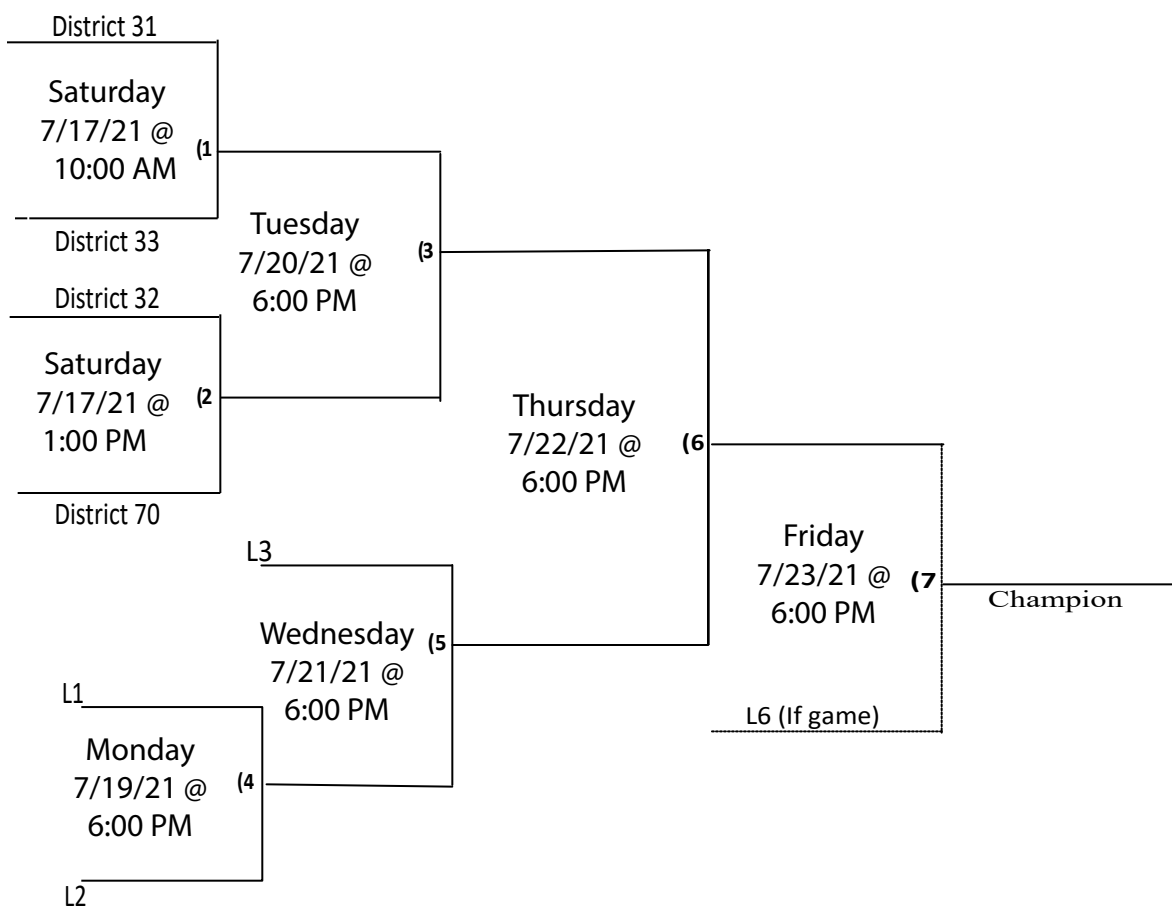 District 31
Saturday
7/17/21 @
10:00 AM
(1
District 33
Tuesday
7/20/21 @
6:00 PM
(3
District 32
Saturday
7/17/21 @
1:00 PM
(2
District 70
Thursday
7/22/21 @
6:00 PM
(6
L3
Wednesday
7/21/21 @
6:00 PM
(5
Friday
7/23/21 @
6:00 PM
(7
Champion
L6 (If game)
L1
Monday
7/19/21 @
6:00 PM
(4
L2